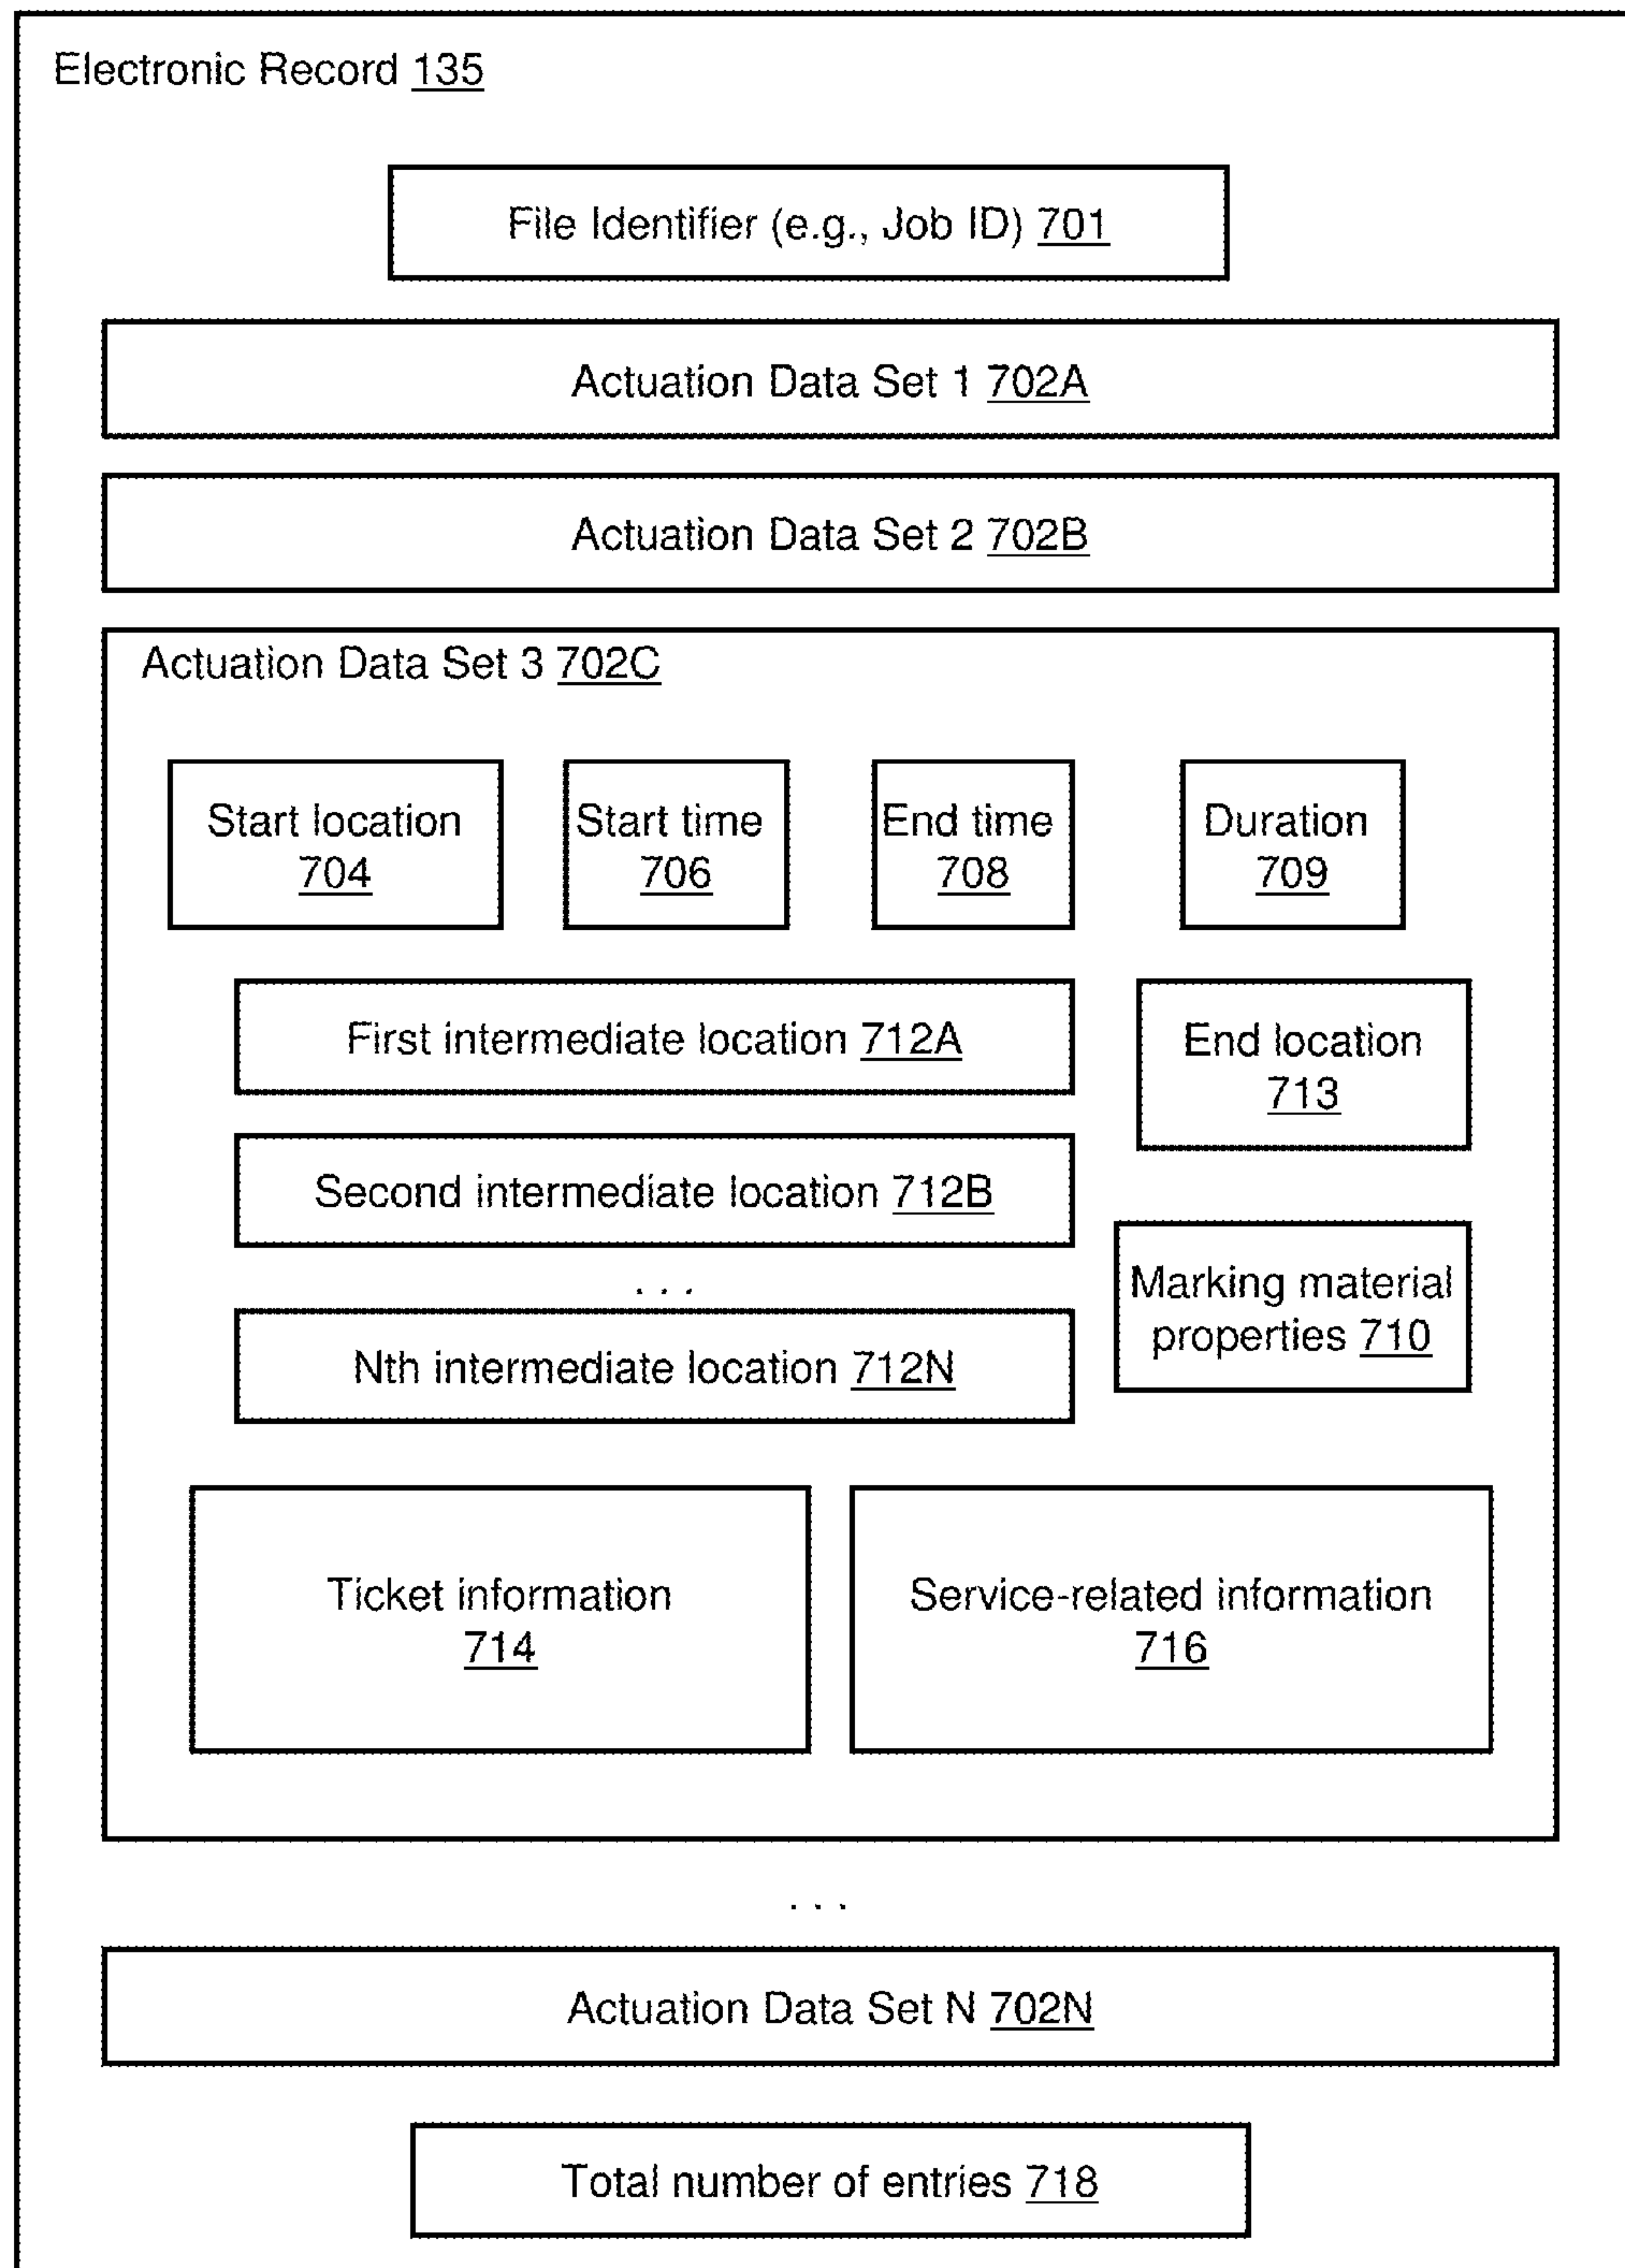 Electronic Record 135
File Identifier (e.g., Job ID) 701
Actuation Data Set 1 702A
Actuation Data Set 2 702B
Actuation Data Set 3 702C
Start location
704
Start time
706
End time
708
Duration
709
First intermediate location 712A
End location
713
Second intermediate location 712B
. . .
Marking material
properties 710
Nth intermediate location 712N
Ticket information
714
Service-related information
716
. . .
Actuation Data Set N 702N
Total number of entries 718